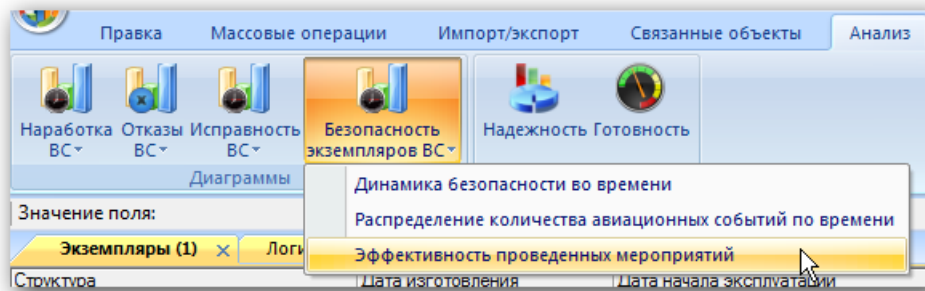 Правка Массовые операции Импорт/экспорт Связанные объекты Анализ
Наработка ВС
Отказы ВС
Исправность ВС
Безопасность экземпляров ВС
Надежность
Готовность
Диаграммы
Динамика безопасности во времени
Распределение количества авиационных событий по времени
Эффективность проведенных мероприятий
Значение поля:
Экземпляры (1) Логи
Структура Дата изготовления Дата начала эксплуатации